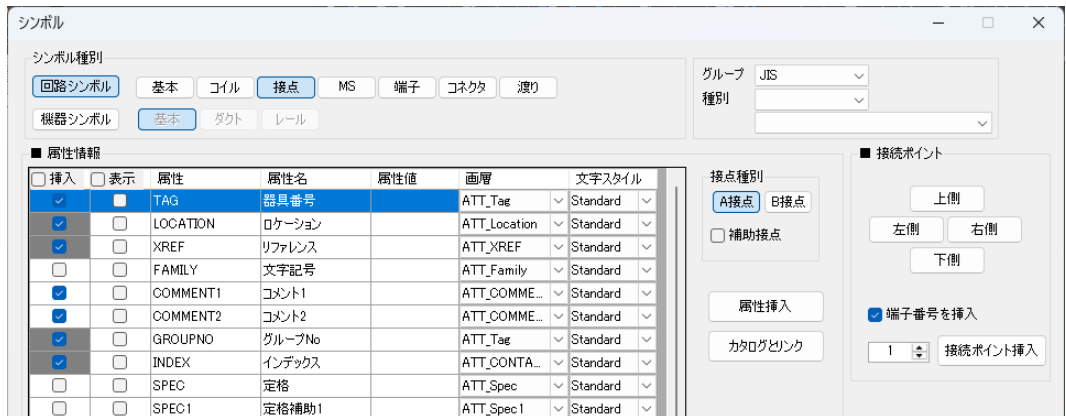 シンボル
シンボル種別
回路シンボル 基本 コイル 接点 MS 端子 コネクタ 渡り
機器シンボル 基本 ダクト レール
グループ JIS
種別
■ 属性情報
挿入 表示 属性 属性名 属性値 画層 文字スタイル
TAG 器具番号 ATT_Tag Standard
LOCATION ロケーション ATT_Location Standard
XREF リファレンス ATT_XREF Standard
FAMILY 文字記号 ATT_Family Standard
COMMENT1 コメント1 ATT_COMME... Standard
COMMENT2 コメント2 ATT_COMME... Standard
GROUPNO グループNo ATT_Tag Standard
INDEX インデックス ATT_CONTA... Standard
SPEC 定格 ATT_Spec Standard
SPEC1 定格補助1 ATT_Spec1 Standard
接点種別
A接点 B接点
補助接点
属性挿入
カタログとリンク
■ 接続ポイント
上側
左側 右側
下側
端子番号を挿入
1 接続ポイント挿入